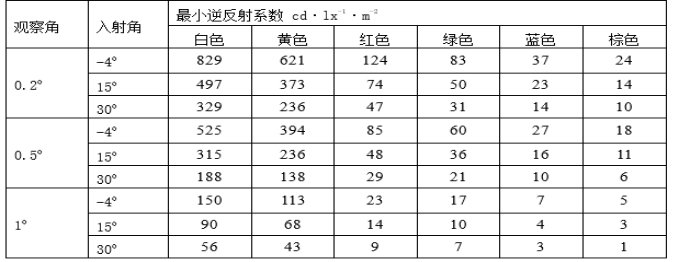 观察角 入射角 最小逆反射系数 cd·lx⁻¹·m⁻²
白色 黄色 红色 绿色 蓝色 棕色
0.2° −4° 829 621 124 83 37 24
15° 497 373 74 50 23 14
30° 329 236 47 31 14 10
0.5° −4° 525 394 85 60 27 18
15° 315 236 48 36 16 11
30° 188 138 29 21 10 6
1° −4° 150 113 23 17 7 5
15° 90 68 14 10 4 3
30° 56 43 9 7 3 1